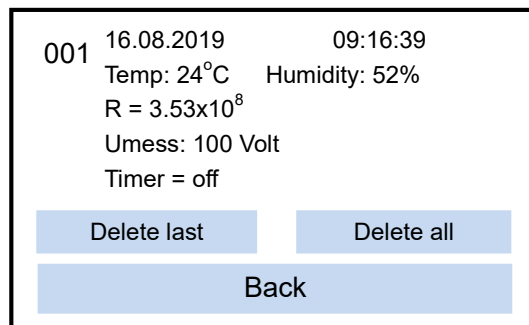 001 16.08.2019 09:16:39
Temp: 24°C Humidity: 52%
R = 3.53x10⁸
Umess: 100 Volt
Timer = off
Delete last Delete all
Back